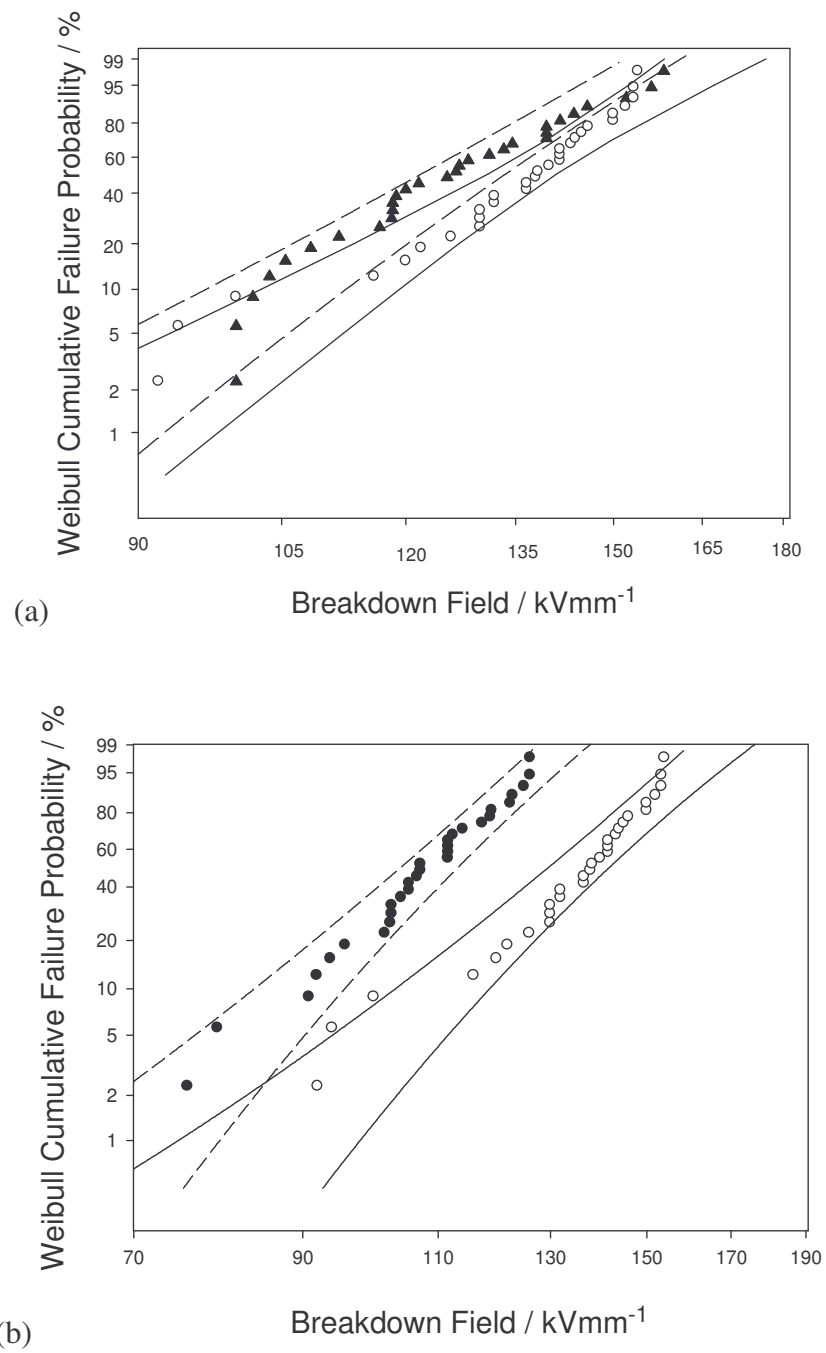 Weibull Cumulative Failure Probability / %
99
95
80
60
40
20
10
5
2
1
90 105 120 135 150 165 180
Breakdown Field / kVmm-1
(a)
Weibull Cumulative Failure Probability / %
99
95
80
60
40
20
10
5
2
1
70 90 110 130 150 170 190
Breakdown Field / kVmm-1
(b)